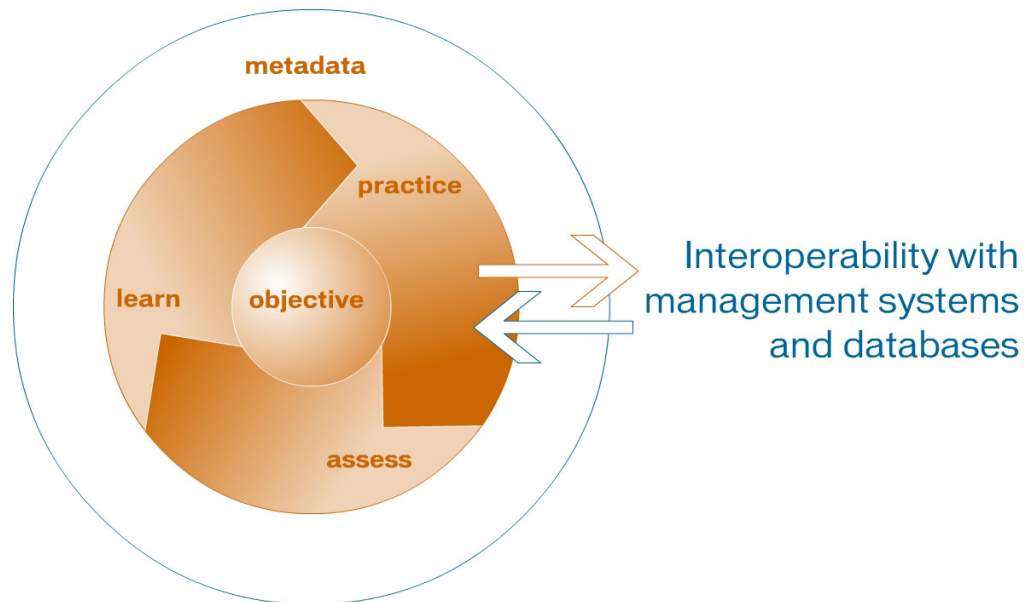 metadata
practice
learn
objective
assess
Interoperability with
management systems
and databases